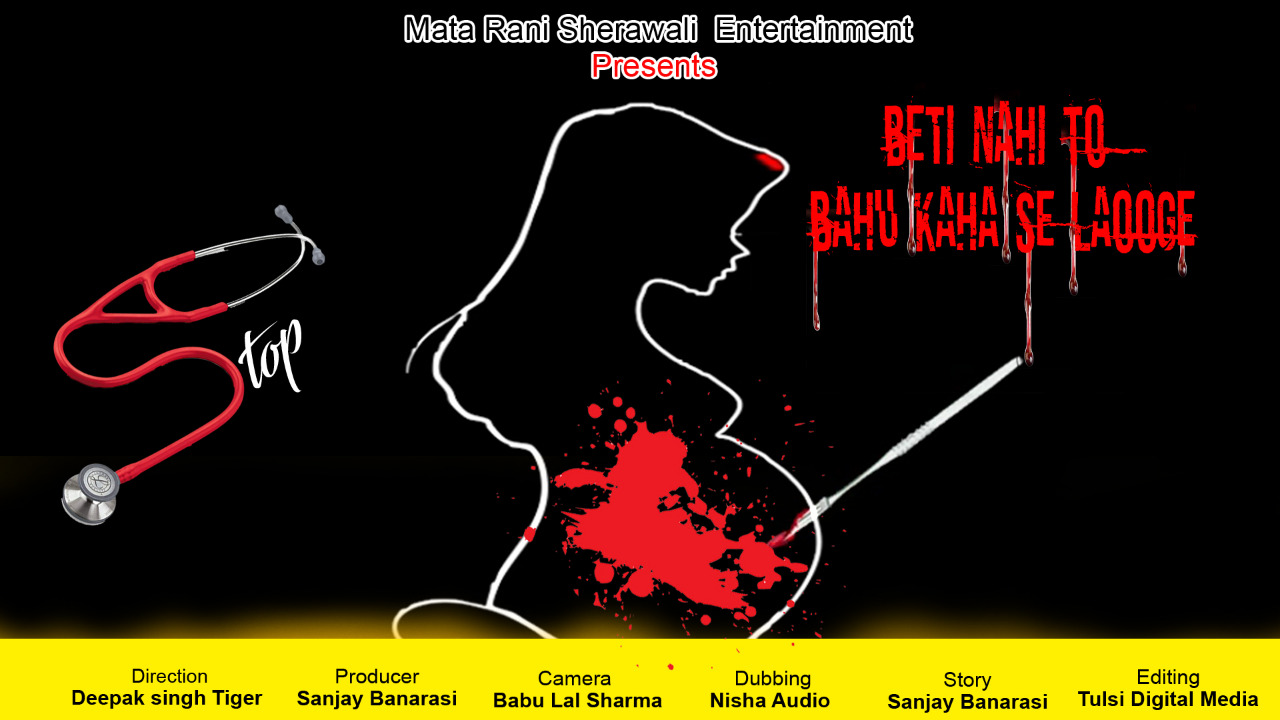 Mata Rani Sherawali Entertainment
Presents
BETI NAHI TO
BAHU KAHA SE LAOOGE
Stop
Direction
Deepak singh Tiger
Producer
Sanjay Banarasi
Camera
Babu Lal Sharma
Dubbing
Nisha Audio
Story
Sanjay Banarasi
Editing
Tulsi Digital Media